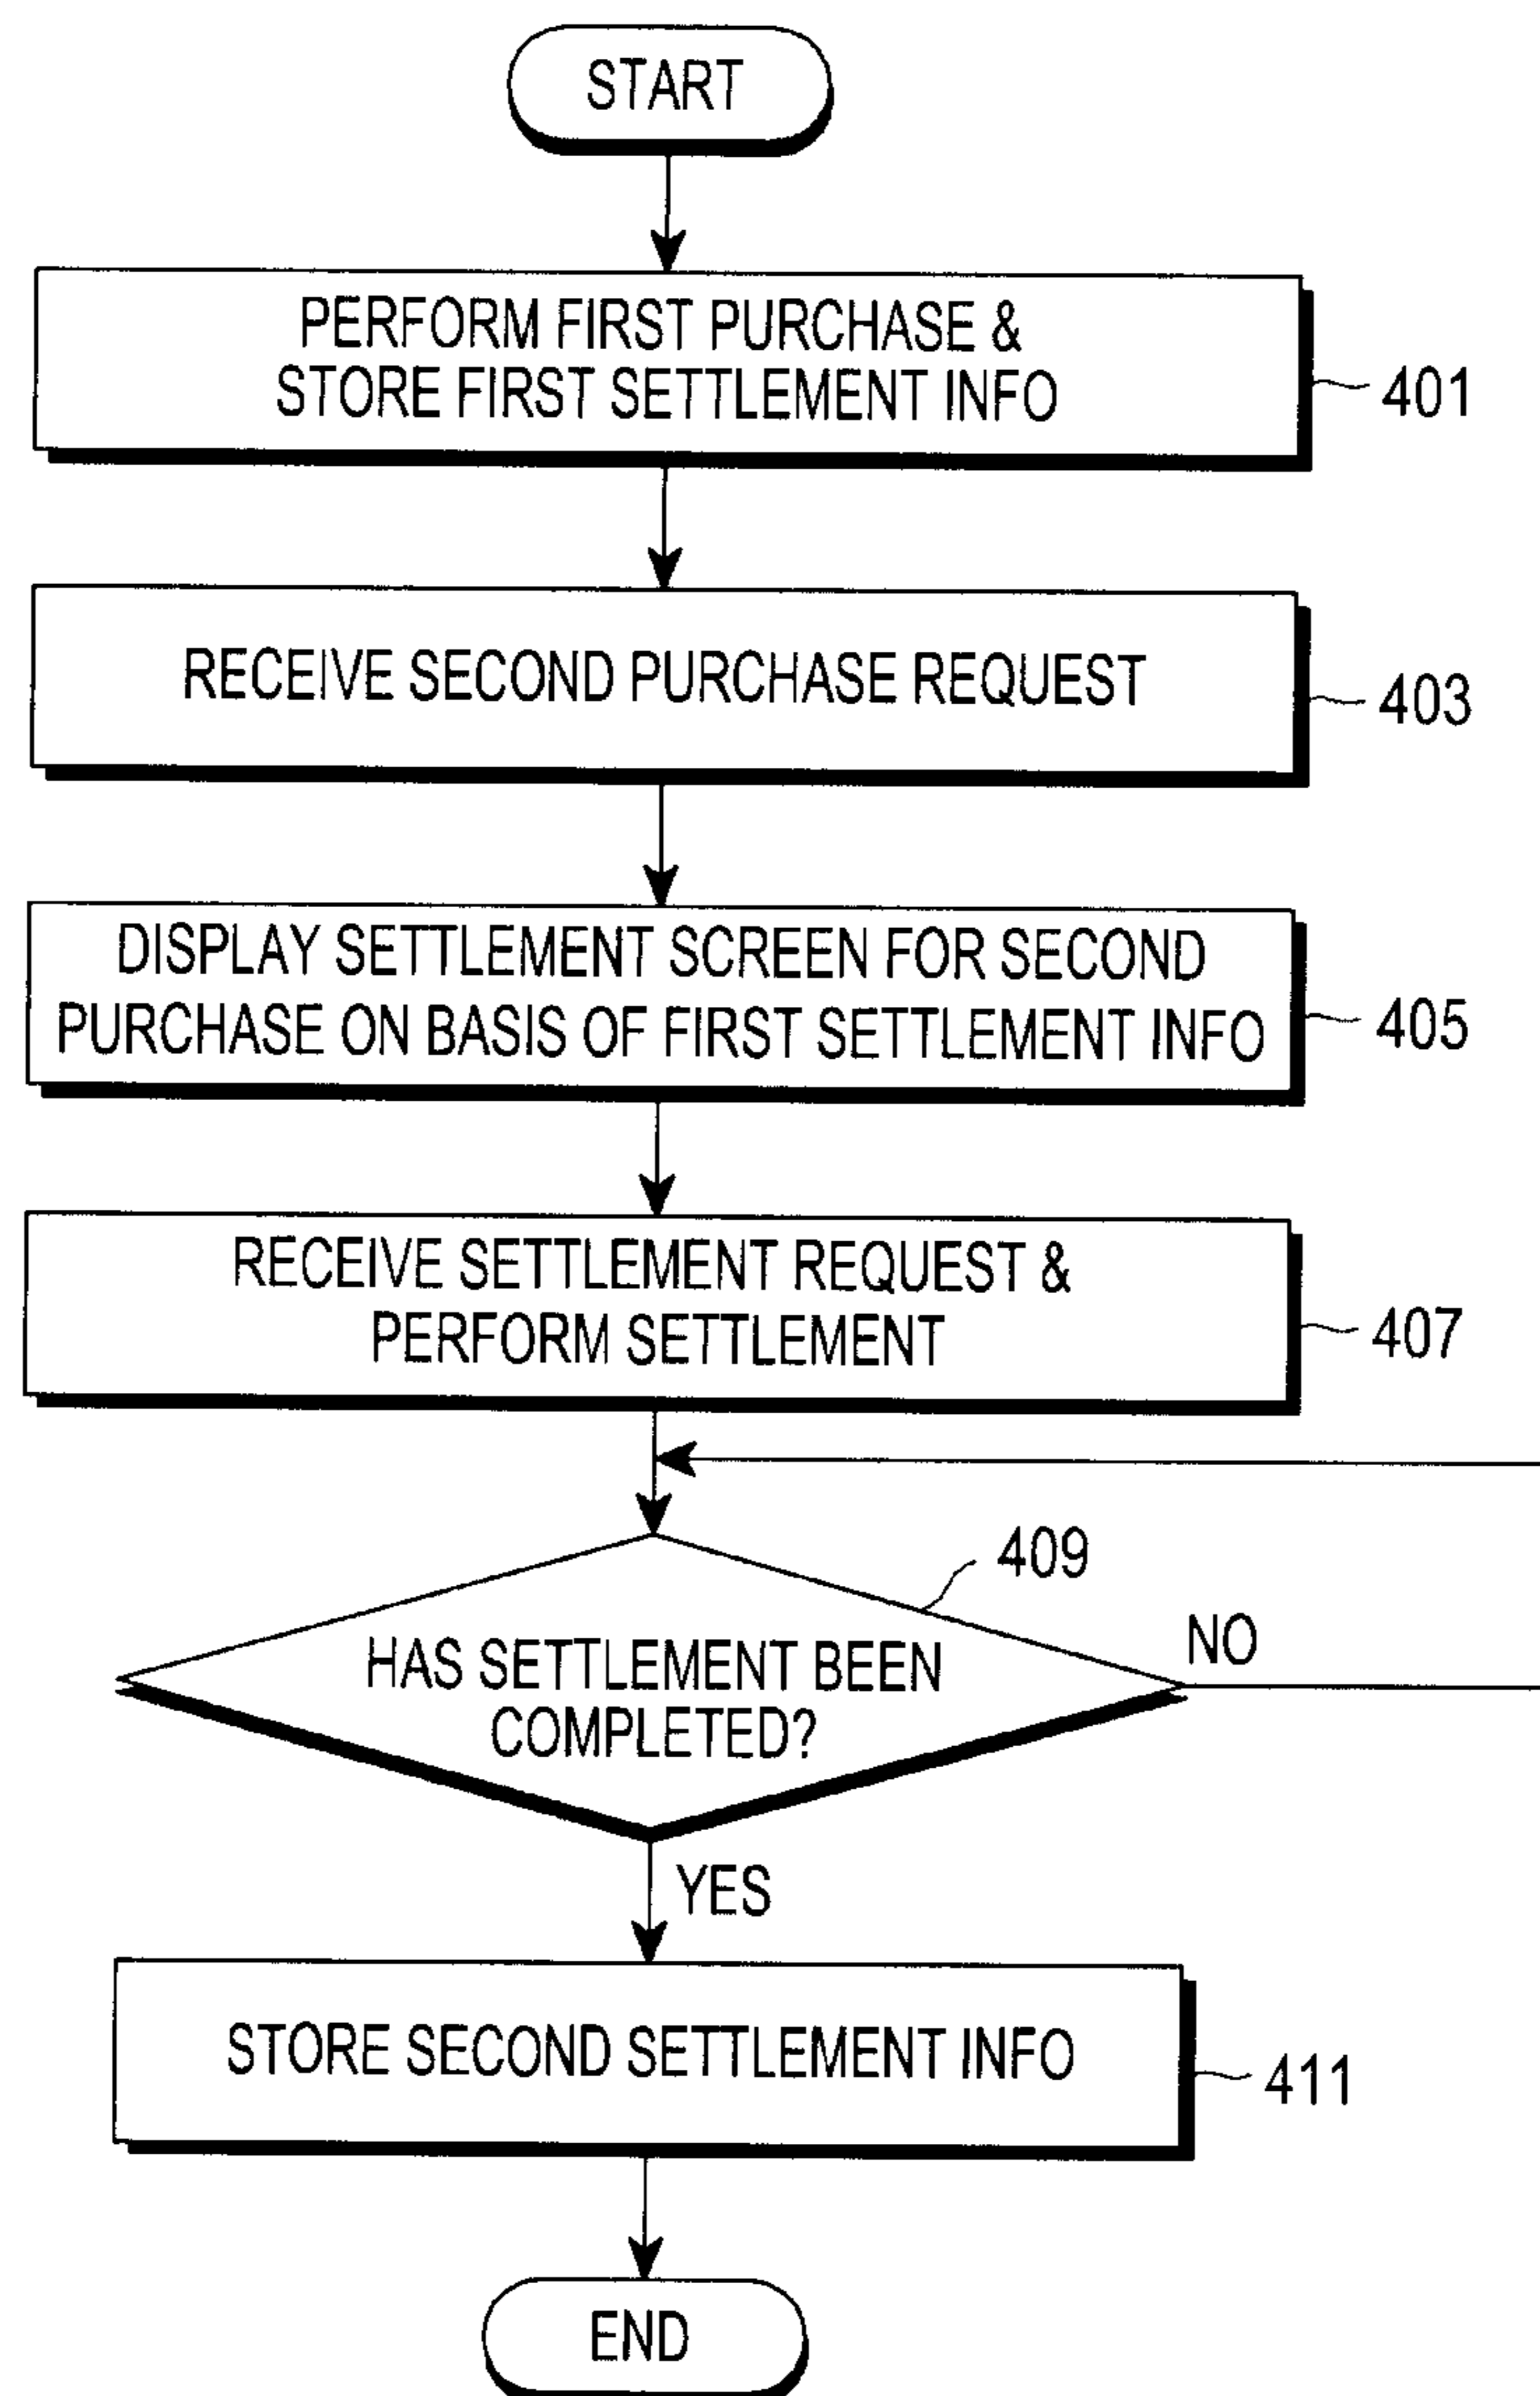 START
PERFORM FIRST PURCHASE &
STORE FIRST SETTLEMENT INFO
401
RECEIVE SECOND PURCHASE REQUEST
403
DISPLAY SETTLEMENT SCREEN FOR SECOND
PURCHASE ON BASIS OF FIRST SETTLEMENT INFO
405
RECEIVE SETTLEMENT REQUEST &
PERFORM SETTLEMENT
407
409
HAS SETTLEMENT BEEN
COMPLETED?
NO
YES
STORE SECOND SETTLEMENT INFO
411
END